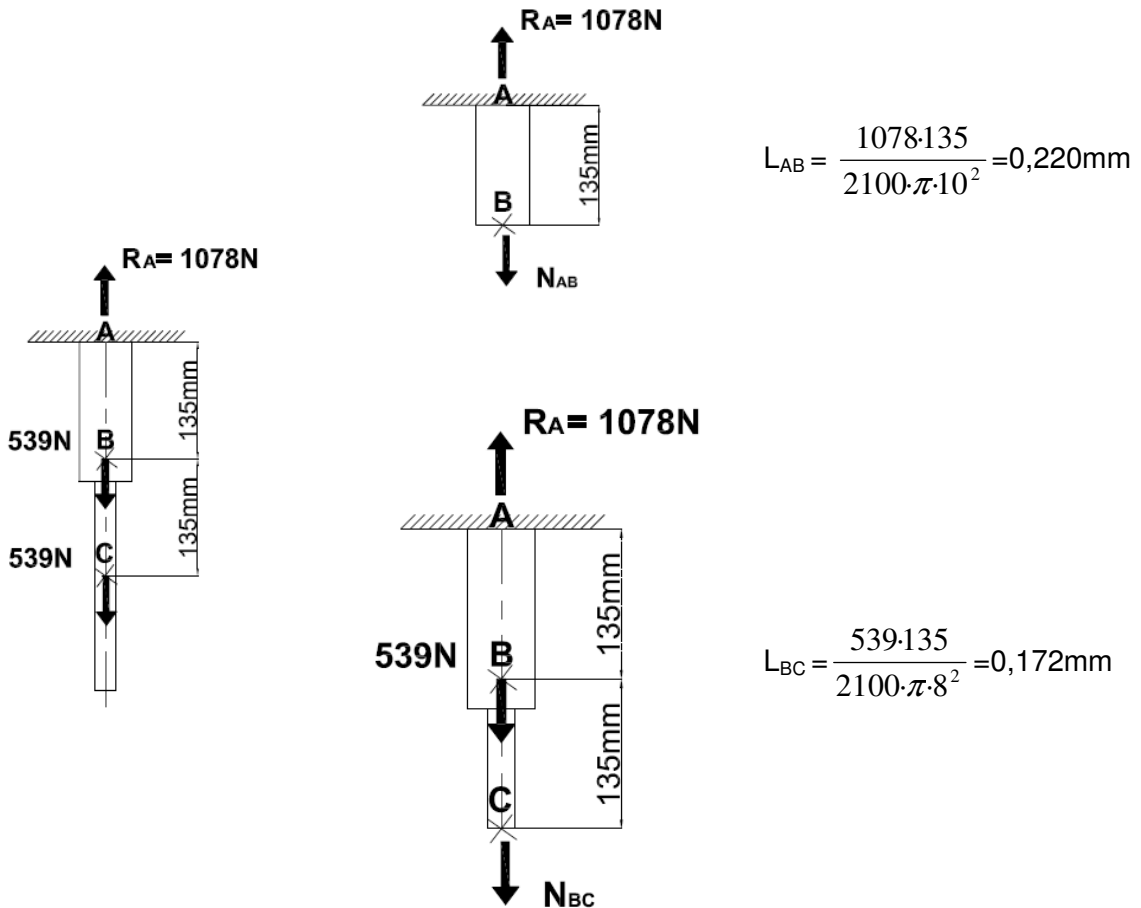 RA= 1078N
A
135mm
B
NAB
LAB = 1078·135 / 2100·π·10² =0,220mm
RA= 1078N
A
135mm
539N B
135mm
539N C
RA= 1078N
A
135mm
539N B
135mm
C
NBC
LBC = 539·135 / 2100·π·8² =0,172mm